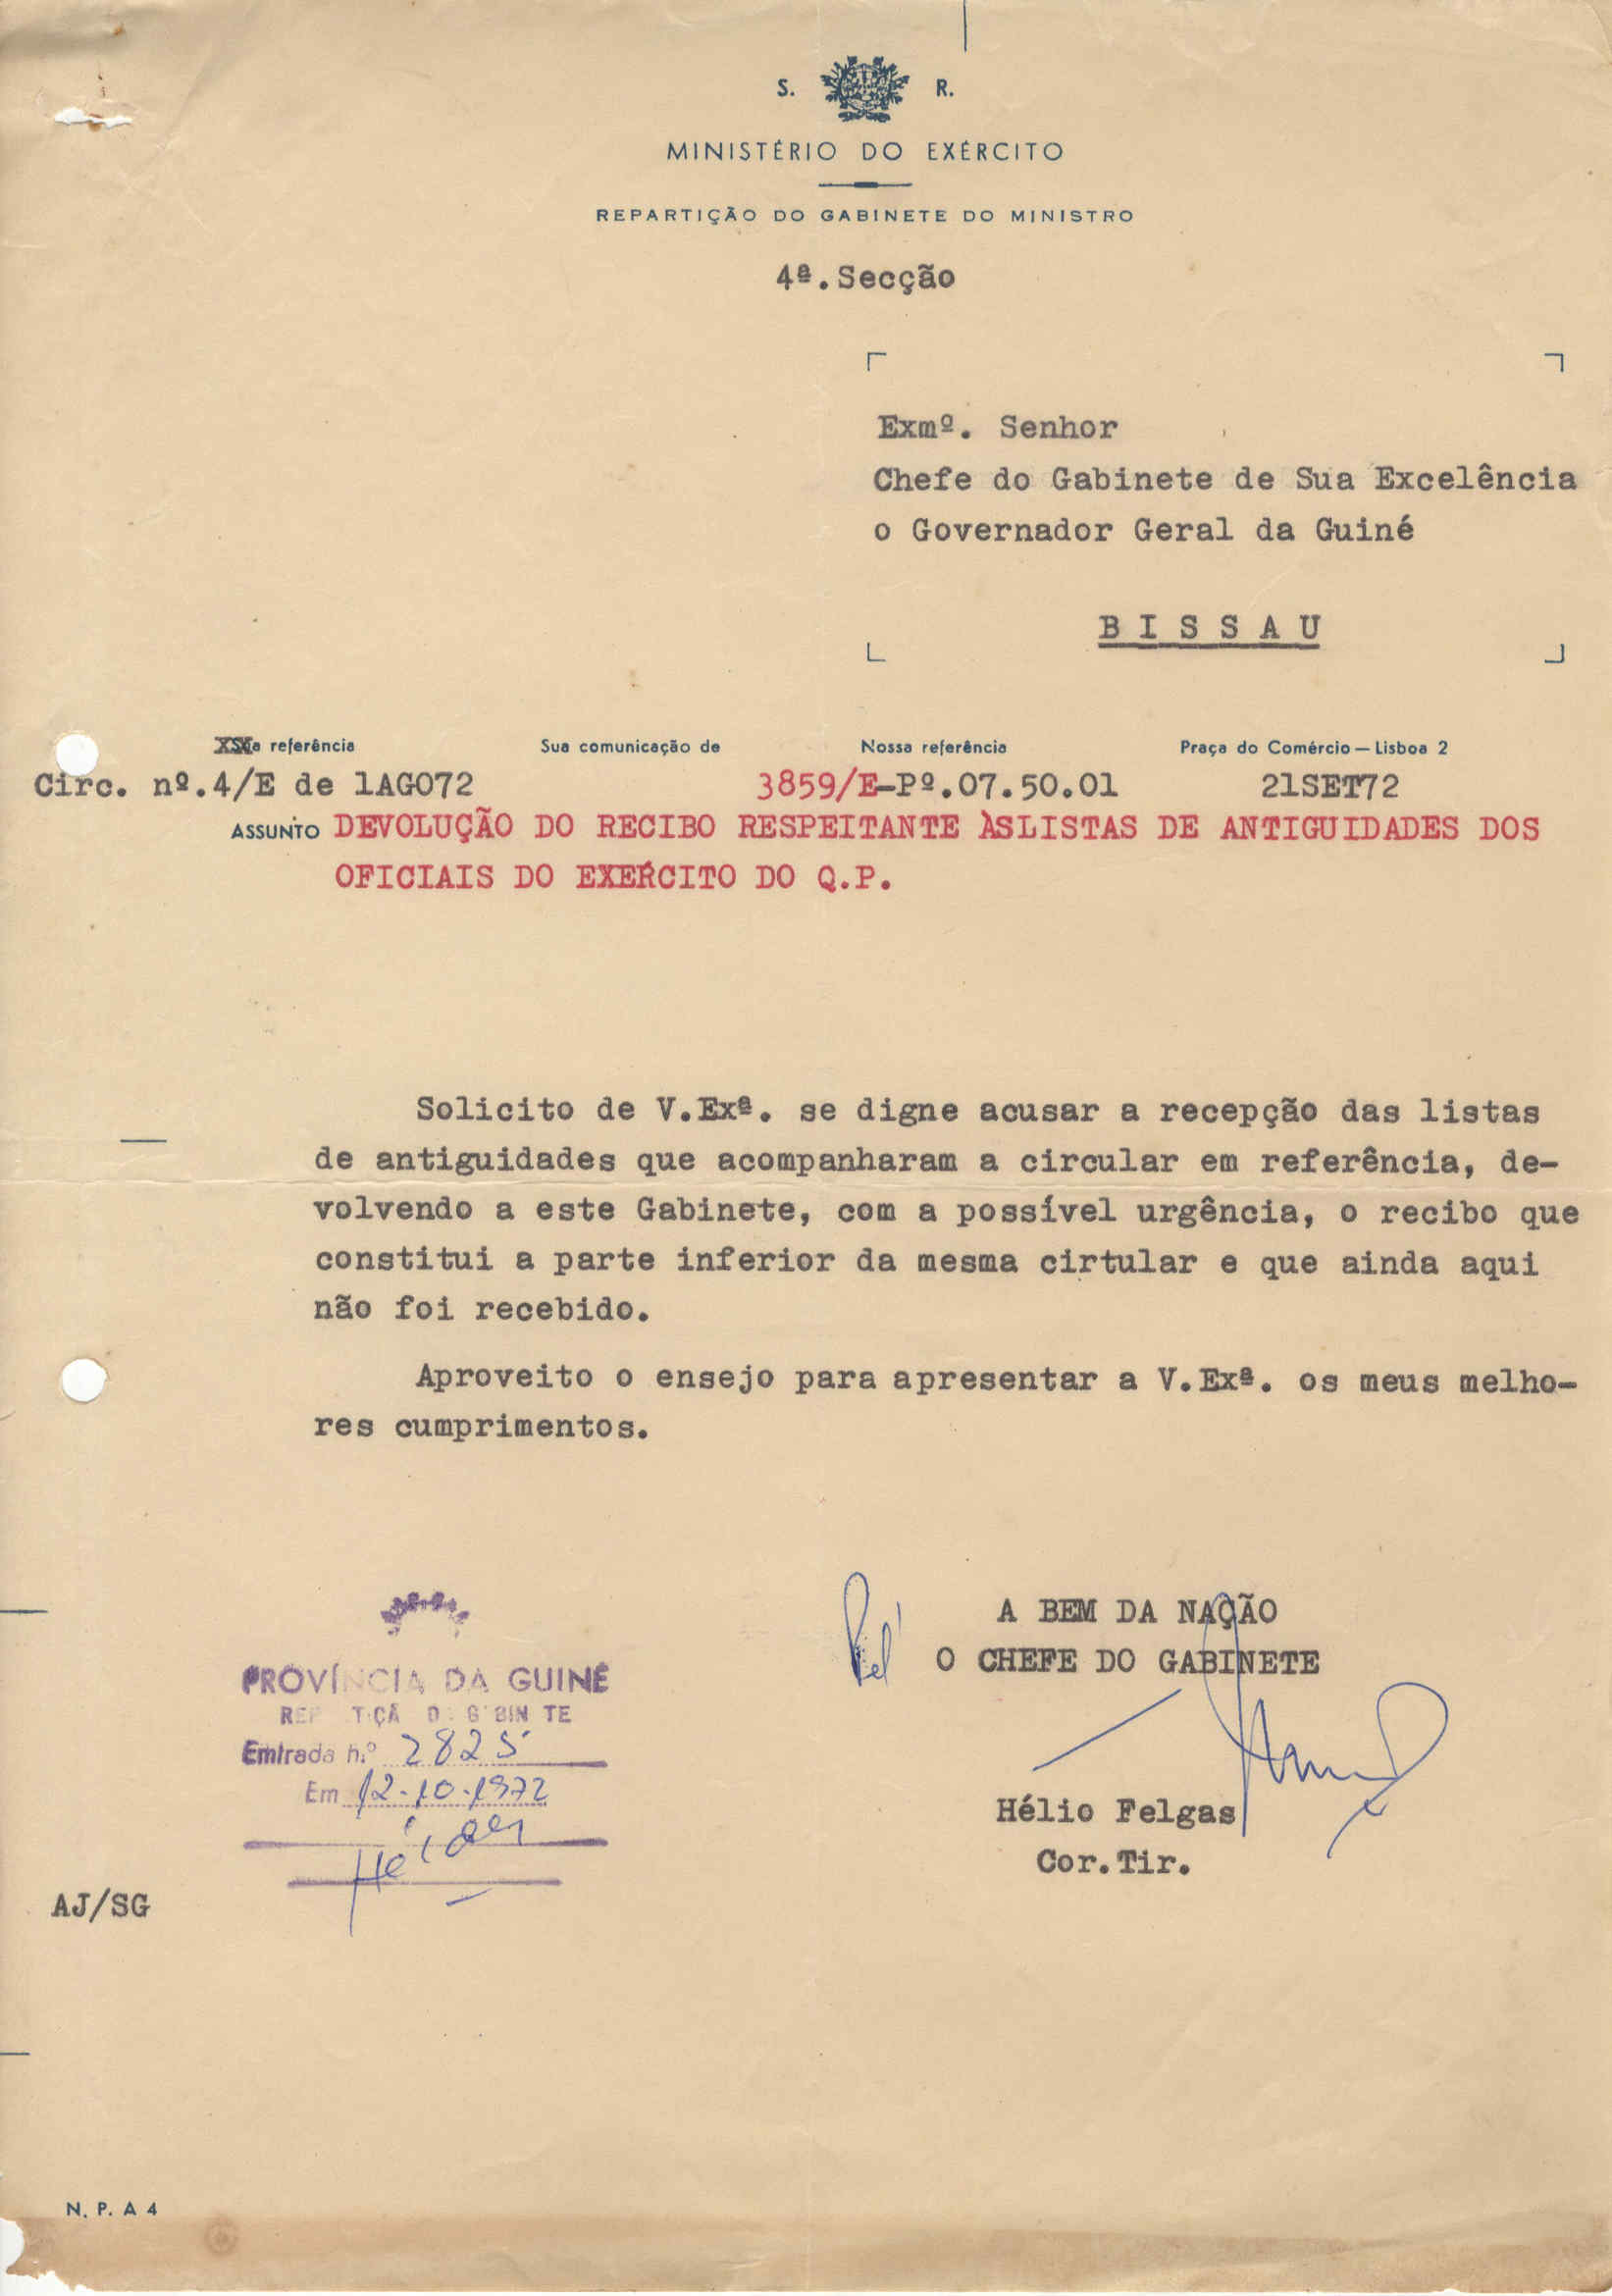 S. R.
MINISTÉRIO DO EXÉRCITO
REPARTIÇÃO DO GABINETE DO MINISTRO
4ª.Secção
Exmº. Senhor
Chefe do Gabinete de Sua Excelência
o Governador Geral da Guiné
B I S S A U
referência Sua comunicação de Nossa referência Praça do Comércio — Lisboa 2
Circ. nº.4/E de 1AGO72 3859/E-Pº.07.50.01 21SET72
ASSUNTO DEVOLUÇÃO DO RECIBO RESPEITANTE ÀSLISTAS DE ANTIGUIDADES DOS
OFICIAIS DO EXÉRCITO DO Q.P.
Solicito de V.Exª. se digne acusar a recepção das listas
de antiguidades que acompanharam a circular em referência, de-
volvendo a este Gabinete, com a possível urgência, o recibo que
constitui a parte inferior da mesma cirtular e que ainda aqui
não foi recebido.
Aproveito o ensejo para apresentar a V.Exª. os meus melho-
res cumprimentos.
A BEM DA NAÇÃO
O CHEFE DO GABINETE
Hélio Felgas
Cor.Tir.
PROVÍNCIA DA GUINÉ
Entrada n.º 2825
Em 12-10-1972
AJ/SG
N. P. A 4